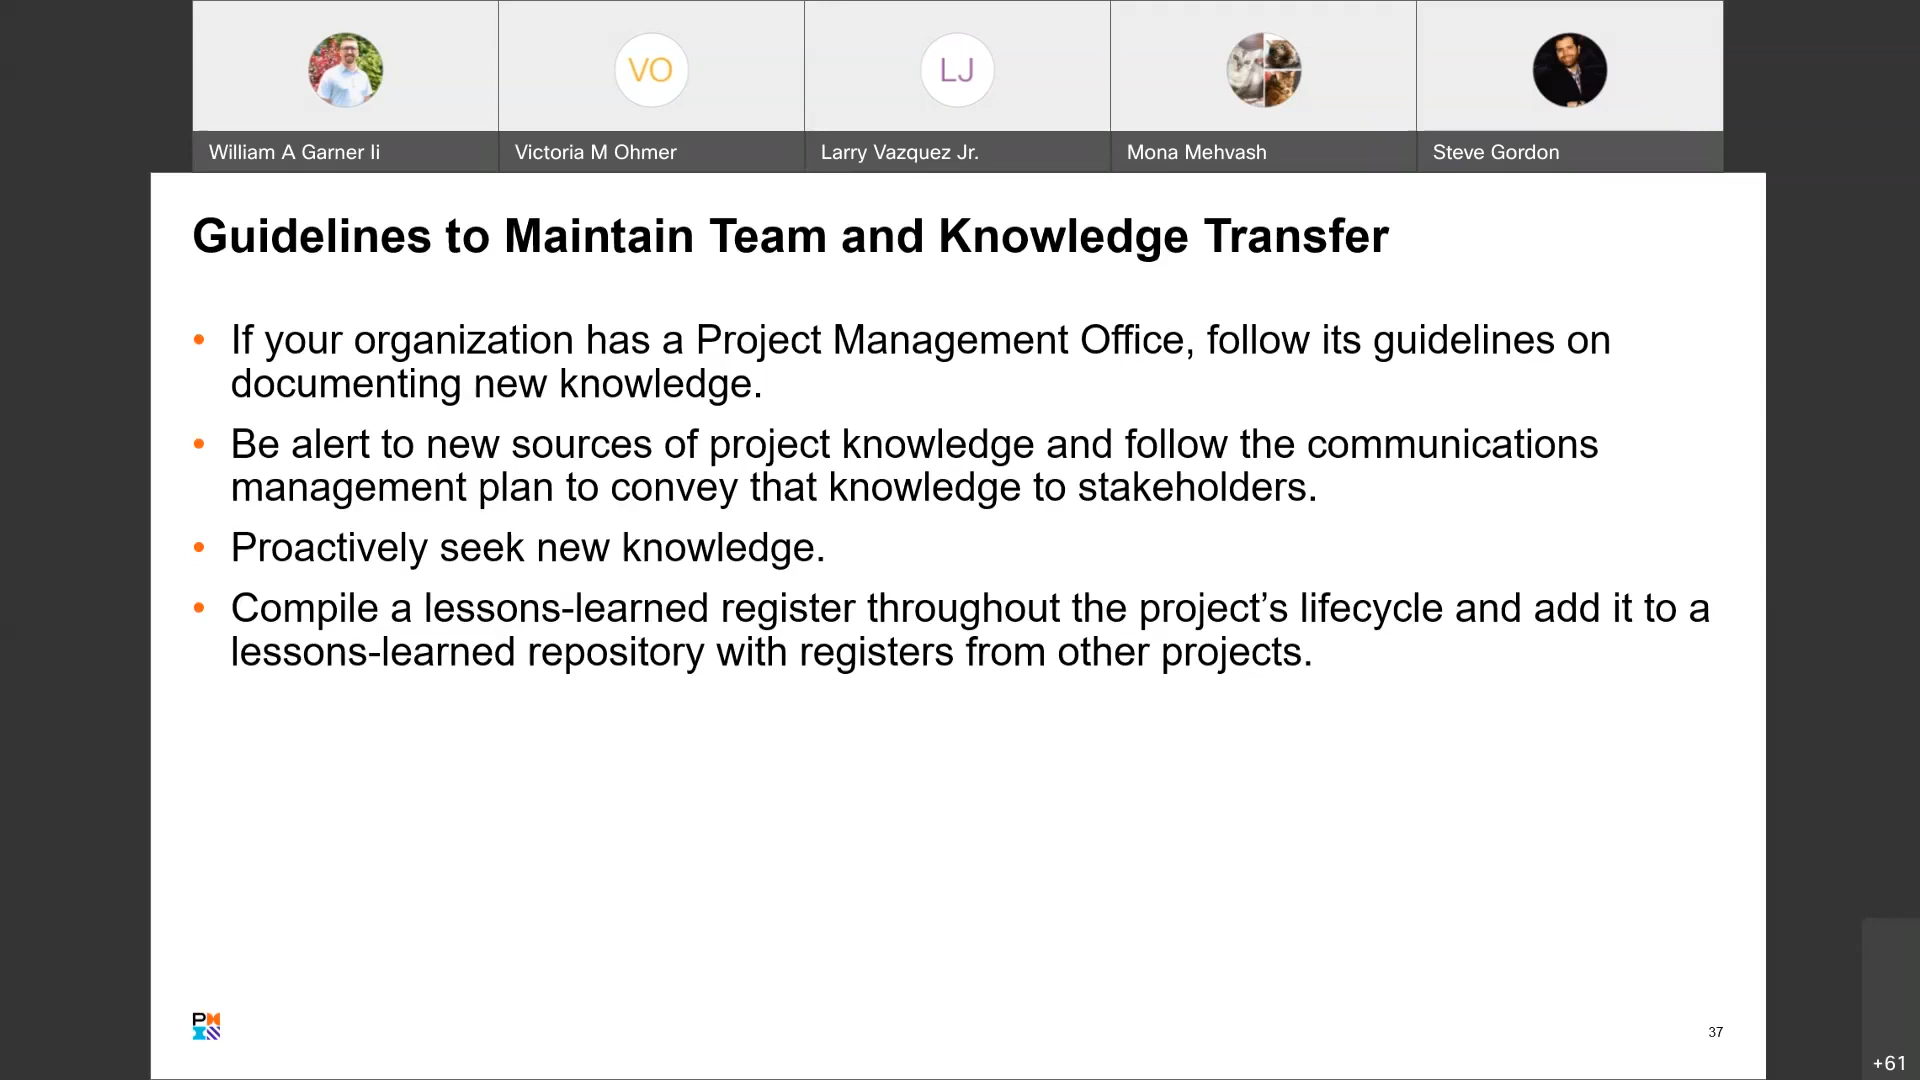 VO
LJ
William A Garner Ii
Victoria M Ohmer
Larry Vazquez Jr.
Mona Mehvash
Steve Gordon
Guidelines to Maintain Team and Knowledge Transfer
• If your organization has a Project Management Office, follow its guidelines on
documenting new knowledge.
• Be alert to new sources of project knowledge and follow the communications
management plan to convey that knowledge to stakeholders.
• Proactively seek new knowledge.
• Compile a lessons-learned register throughout the project’s lifecycle and add it to a
lessons-learned repository with registers from other projects.
37
+61